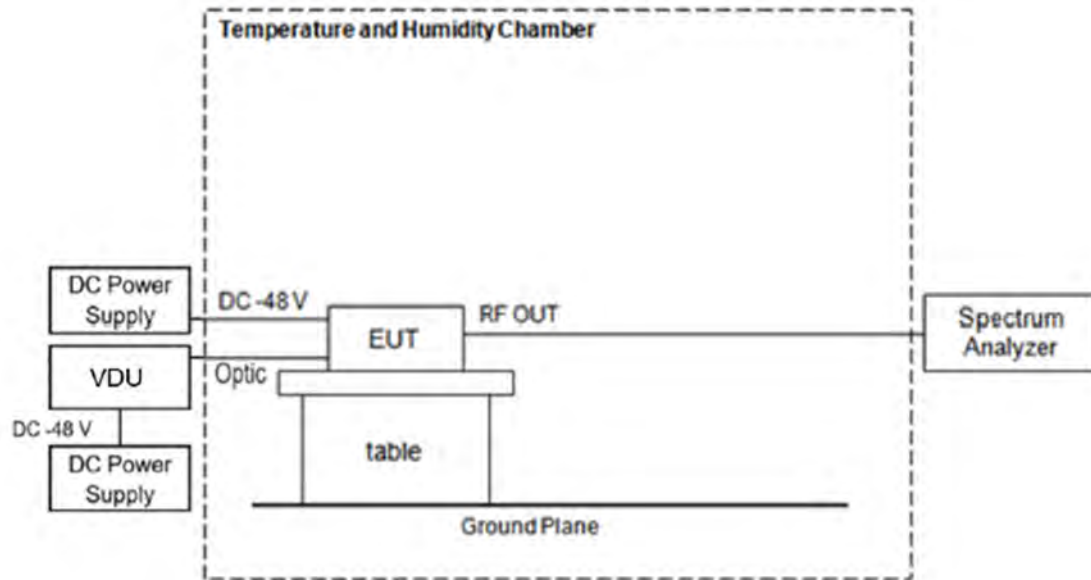 Temperature and Humidity Chamber
DC Power
Supply
DC -48 V
EUT
RF OUT
Spectrum
Analyzer
VDU
Optic
DC -48 V
DC Power
Supply
table
Ground Plane